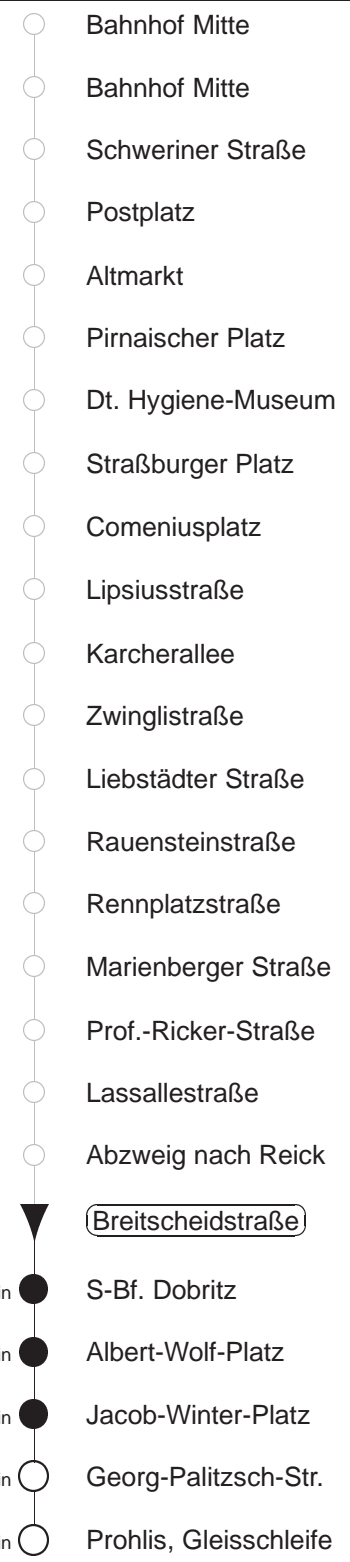 Bahnhof Mitte
Bahnhof Mitte
Schweriner Straße
Postplatz
Altmarkt
Pirnaischer Platz
Dt. Hygiene-Museum
Straßburger Platz
Comeniusplatz
Lipsiusstraße
Karcherallee
Zwinglistraße
Liebstädter Straße
Rauensteinstraße
Rennplatzstraße
Marienberger Straße
Prof.-Ricker-Straße
Lassallestraße
Abzweig nach Reick
Breitscheidstraße
S-Bf. Dobritz
Albert-Wolf-Platz
Jacob-Winter-Platz
Georg-Palitzsch-Str.
Prohlis, Gleisschleife